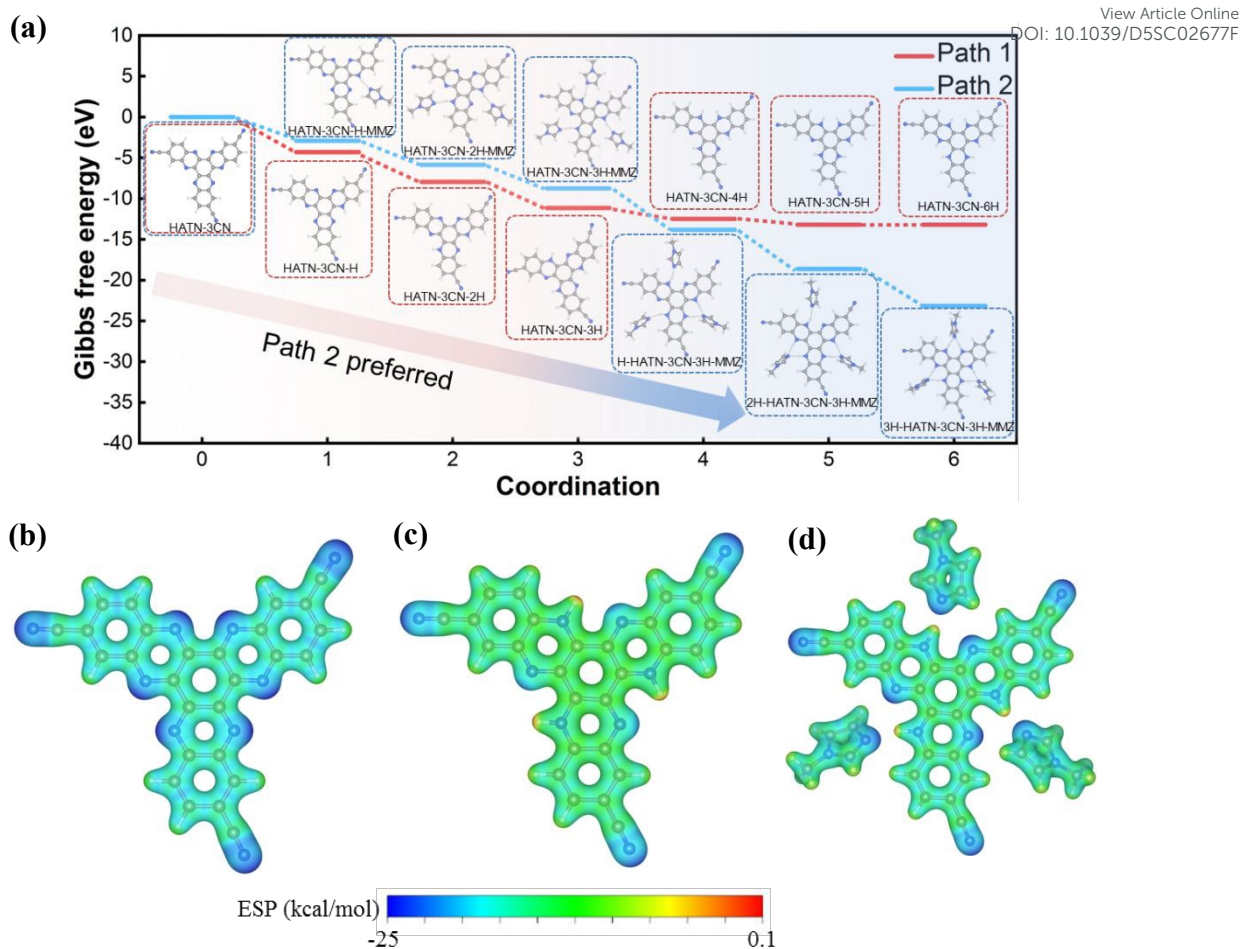 View Article Online
DOI: 10.1039/D5SC02677F
(a)
Gibbs free energy (eV)
10
5
0
-5
-10
-15
-20
-25
-30
-35
-40
Path 1
Path 2
HATN-3CN-H-MMZ
HATN-3CN-2H-MMZ
HATN-3CN-3H-MMZ
HATN-3CN-4H
HATN-3CN-5H
HATN-3CN-6H
HATN-3CN
HATN-3CN-H
HATN-3CN-2H
HATN-3CN-3H
H-HATN-3CN-3H-MMZ
2H-HATN-3CN-3H-MMZ
3H-HATN-3CN-3H-MMZ
Path 2 preferred
0 1 2 3 4 5 6
Coordination
(b)
(c)
(d)
ESP (kcal/mol)
-25 0.1